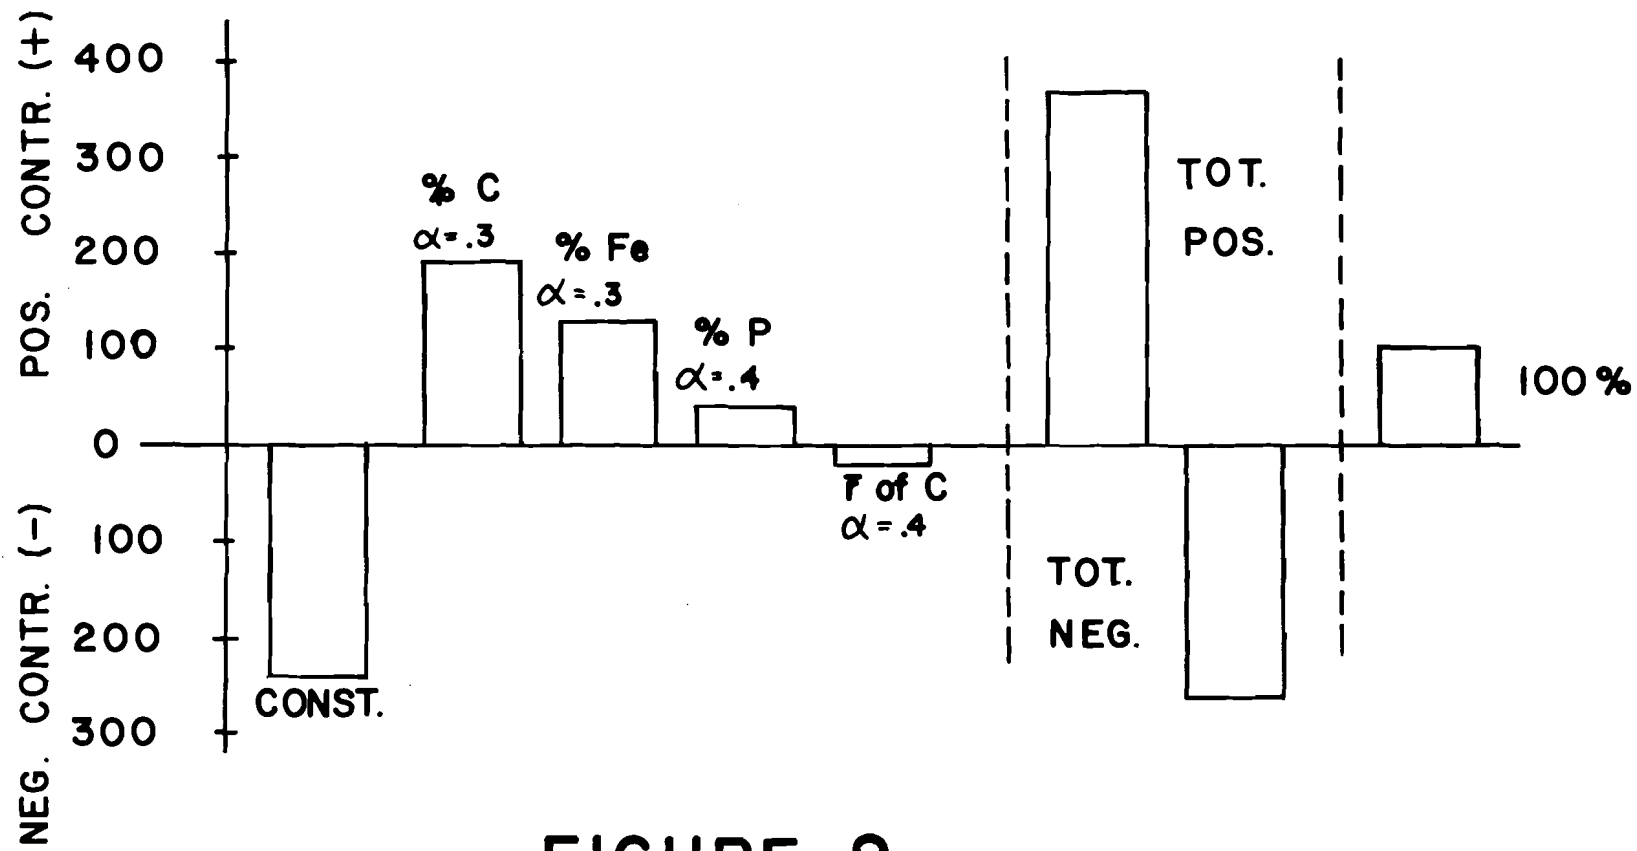 POS. CONTR. (+)
NEG. CONTR. (-)
400
300
200
100
0
100
200
300
CONST.
% C
α=.3
% Fe
α=.3
% P
α=.4
r̄ of C
α=.4
TOT.
POS.
TOT.
NEG.
100%
FIGURE